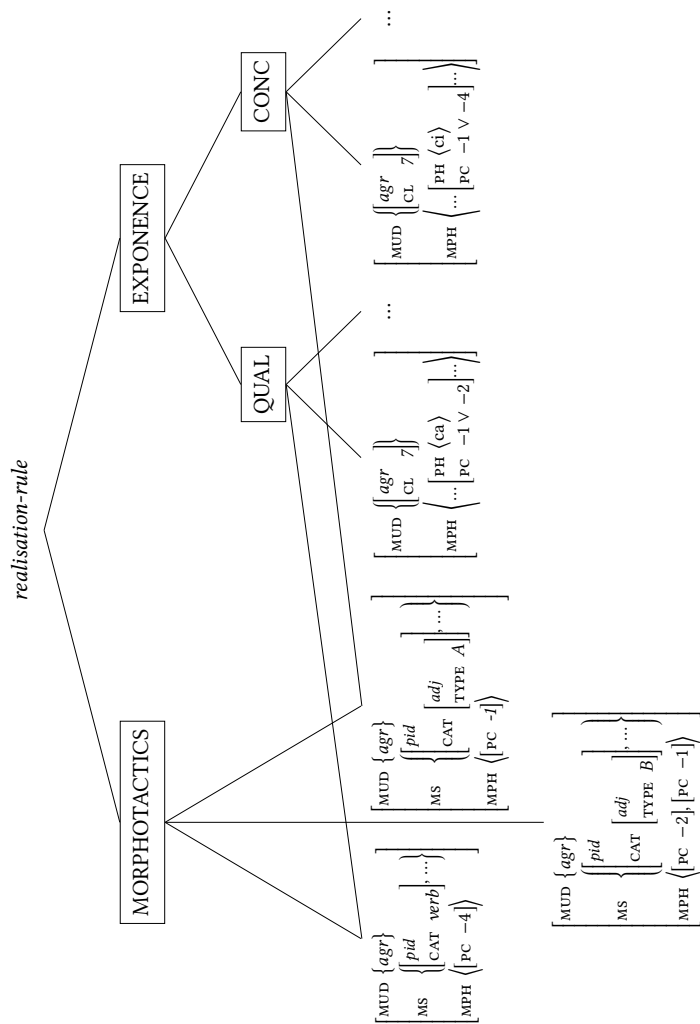 realisation-rule
MORPHOTACTICS
EXPONENCE
QUAL
CONC
[MUD {agr}
MS {[pid
CAT verb], ...}
MPH ⟨[PC −4]⟩]
[MUD {agr}
MS {[pid
CAT [adj
TYPE A]], ...}
MPH ⟨[PC -1]⟩]
[MUD {[agr
CL 7]}
MPH ⟨... [PH ⟨ca⟩
PC −1 ∨ −2] ...⟩]
...
[MUD {[agr
CL 7]}
MPH ⟨... [PH ⟨ci⟩
PC −1 ∨ −4] ...⟩]
...
[MUD {agr}
MS {[pid
CAT [adj
TYPE B]], ...}
MPH ⟨[PC −2], [PC −1]⟩]